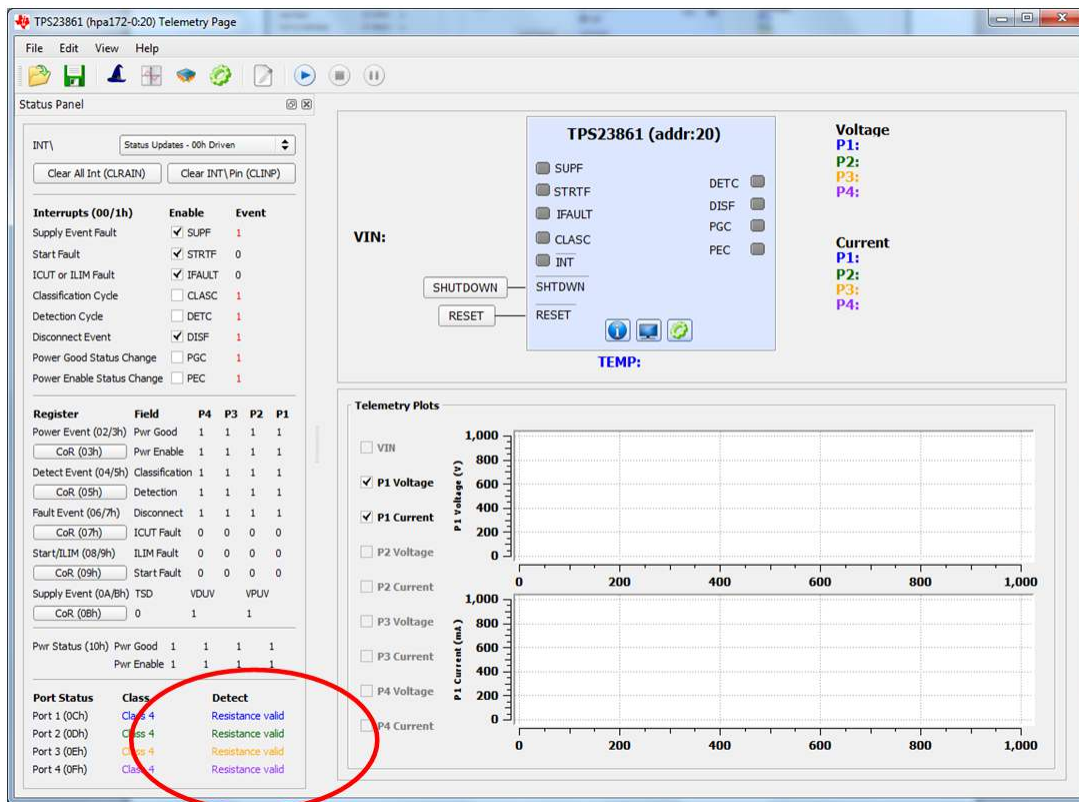 TPS23861 (hpa172-0:20) Telemetry Page
File Edit View Help
Status Panel
INT\ Status Updates - 00h Driven
Clear All Int (CLRAIN) Clear INT\ Pin (CLINP)
Interrupts (00/1h) Enable Event
Supply Event Fault SUPF 1
Start Fault STRTF 0
ICUT or ILIM Fault IFAULT 0
Classification Cycle CLASC 1
Detection Cycle DETC 1
Disconnect Event DISF 1
Power Good Status Change PGC 1
Power Enable Status Change PEC 1
Register Field P4 P3 P2 P1
Power Event (02/3h) Pwr Good 1 1 1 1
CoR (03h) Pwr Enable 1 1 1 1
Detect Event (04/5h) Classification 1 1 1 1
CoR (05h) Detection 1 1 1 1
Fault Event (06/7h) Disconnect 1 1 1 1
CoR (07h) ICUT Fault 0 0 0 0
Start/ILIM (08/9h) ILIM Fault 0 0 0 0
CoR (09h) Start Fault 0 0 0 0
Supply Event (0A/Bh) TSD VDUV VPUV
CoR (0Bh) 0 1 1
Pwr Status (10h) Pwr Good 1 1 1 1
Pwr Enable 1 1 1 1
Port Status Class Detect
Port 1 (0Ch) Class 4 Resistance valid
Port 2 (0Dh) Class 4 Resistance valid
Port 3 (0Eh) Class 4 Resistance valid
Port 4 (0Fh) Class 4 Resistance valid
TPS23861 (addr:20)
SUPF
STRTF
IFAULT
CLASC
INT
DETC
DISF
PGC
PEC
VIN:
SHUTDOWN SHTDWN
RESET RESET
TEMP:
Voltage
P1:
P2:
P3:
P4:
Current
P1:
P2:
P3:
P4:
Telemetry Plots
VIN
P1 Voltage
P1 Current
P2 Voltage
P2 Current
P3 Voltage
P3 Current
P4 Voltage
P4 Current
P1 Voltage (V)
1,000
800
600
400
200
0
0 200 400 600 800 1,000
P1 Current (mA)
1,000
800
600
400
200
0
0 200 400 600 800 1,000